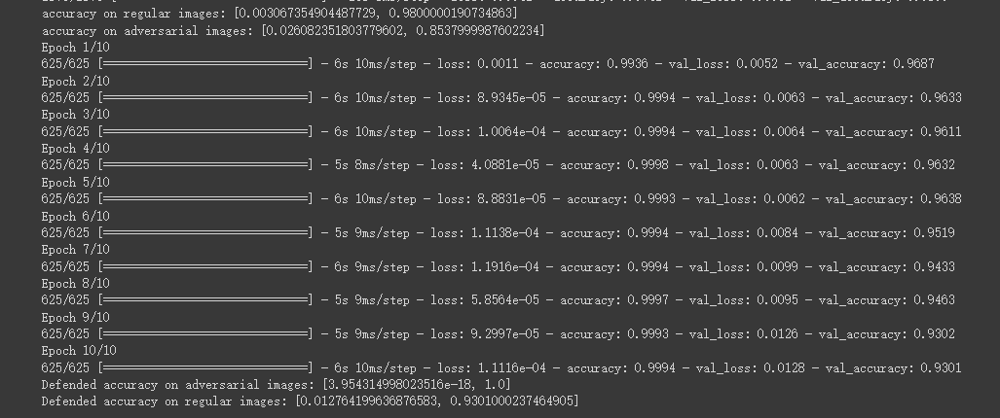 accuracy on regular images: [0.003067354904487729, 0.9800000190734863]
accuracy on adversarial images: [0.026082351803779602, 0.8537999987602234]
Epoch 1/10
625/625 [==============================] - 6s 10ms/step - loss: 0.0011 - accuracy: 0.9936 - val_loss: 0.0052 - val_accuracy: 0.9687
Epoch 2/10
625/625 [==============================] - 6s 10ms/step - loss: 8.9345e-05 - accuracy: 0.9994 - val_loss: 0.0063 - val_accuracy: 0.9633
Epoch 3/10
625/625 [==============================] - 6s 10ms/step - loss: 1.0064e-04 - accuracy: 0.9994 - val_loss: 0.0064 - val_accuracy: 0.9611
Epoch 4/10
625/625 [==============================] - 5s 8ms/step - loss: 4.0881e-05 - accuracy: 0.9998 - val_loss: 0.0063 - val_accuracy: 0.9632
Epoch 5/10
625/625 [==============================] - 6s 10ms/step - loss: 8.8831e-05 - accuracy: 0.9993 - val_loss: 0.0062 - val_accuracy: 0.9638
Epoch 6/10
625/625 [==============================] - 5s 9ms/step - loss: 1.1138e-04 - accuracy: 0.9994 - val_loss: 0.0084 - val_accuracy: 0.9519
Epoch 7/10
625/625 [==============================] - 6s 9ms/step - loss: 1.1916e-04 - accuracy: 0.9994 - val_loss: 0.0099 - val_accuracy: 0.9433
Epoch 8/10
625/625 [==============================] - 5s 9ms/step - loss: 5.8564e-05 - accuracy: 0.9997 - val_loss: 0.0095 - val_accuracy: 0.9463
Epoch 9/10
625/625 [==============================] - 5s 9ms/step - loss: 9.2997e-05 - accuracy: 0.9993 - val_loss: 0.0126 - val_accuracy: 0.9302
Epoch 10/10
625/625 [==============================] - 6s 10ms/step - loss: 1.1116e-04 - accuracy: 0.9994 - val_loss: 0.0128 - val_accuracy: 0.9301
Defended accuracy on adversarial images: [3.954314998023516e-18, 1.0]
Defended accuracy on regular images: [0.012764199636876583, 0.9301000237464905]